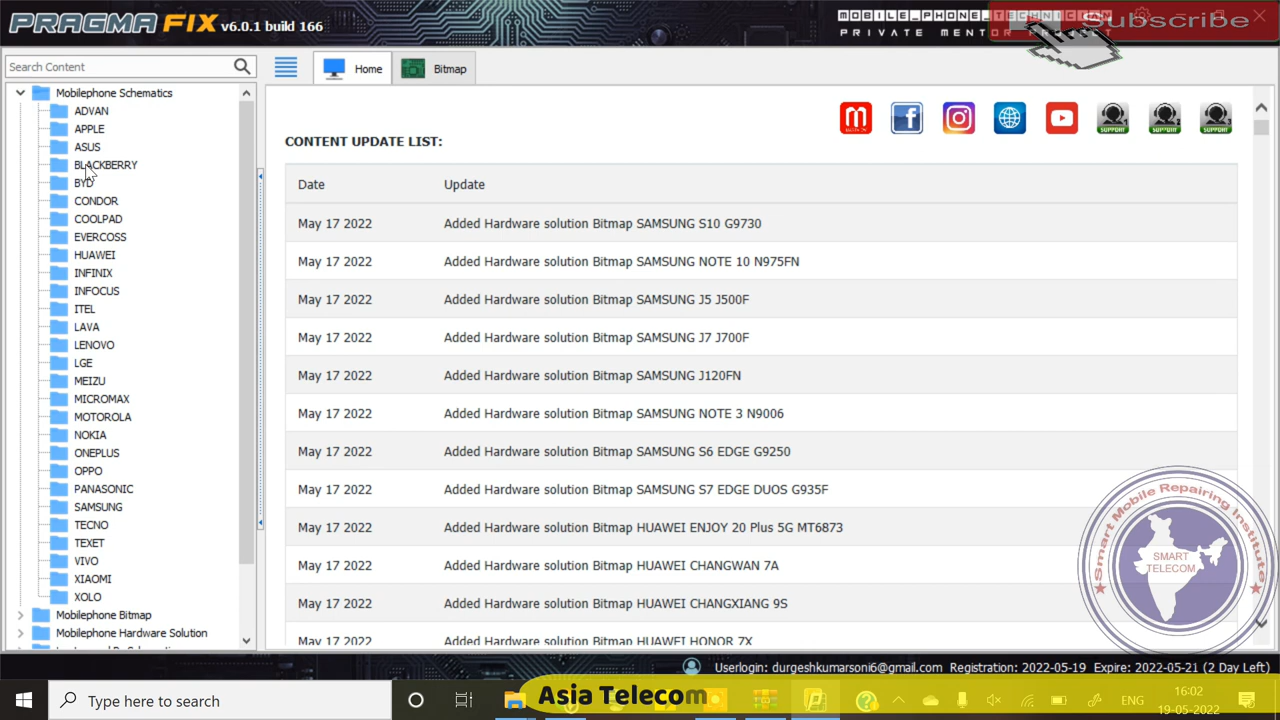 PRAGMA FIX v6.0.1 build 166
MOBILE_PHONE_TECHNICIAN
PRIVATE MENTOR PROJECT
Subscribe
Search Content
Home
Bitmap
Mobilephone Schematics
ADVAN
APPLE
ASUS
BLACKBERRY
BYD
CONDOR
COOLPAD
EVERCOSS
HUAWEI
INFINIX
INFOCUS
ITEL
LAVA
LENOVO
LGE
MEIZU
MICROMAX
MOTOROLA
NOKIA
ONEPLUS
OPPO
PANASONIC
SAMSUNG
TECNO
TEXET
VIVO
XIAOMI
XOLO
Mobilephone Bitmap
Mobilephone Hardware Solution
SUPPORT
SUPPORT
SUPPORT
CONTENT UPDATE LIST:
Date Update
May 17 2022 Added Hardware solution Bitmap SAMSUNG S10 G9730
May 17 2022 Added Hardware solution Bitmap SAMSUNG NOTE 10 N975FN
May 17 2022 Added Hardware solution Bitmap SAMSUNG J5 J500F
May 17 2022 Added Hardware solution Bitmap SAMSUNG J7 J700F
May 17 2022 Added Hardware solution Bitmap SAMSUNG J120FN
May 17 2022 Added Hardware solution Bitmap SAMSUNG NOTE 3 N9006
May 17 2022 Added Hardware solution Bitmap SAMSUNG S6 EDGE G9250
May 17 2022 Added Hardware solution Bitmap SAMSUNG S7 EDGE DUOS G935F
May 17 2022 Added Hardware solution Bitmap HUAWEI ENJOY 20 Plus 5G MT6873
May 17 2022 Added Hardware solution Bitmap HUAWEI CHANGWAN 7A
May 17 2022 Added Hardware solution Bitmap HUAWEI CHANGXIANG 9S
May 17 2022 Added Hardware solution Bitmap HUAWEI HONOR 7X
Smart Mobile Repairing Institute
SMART
TELECOM
Userlogin: durgeshkumarsoni6@gmail.com Registration: 2022-05-19 Expire: 2022-05-21 (2 Day Left)
Type here to search
Asia Telecom
ENG
16:02
19-05-2022